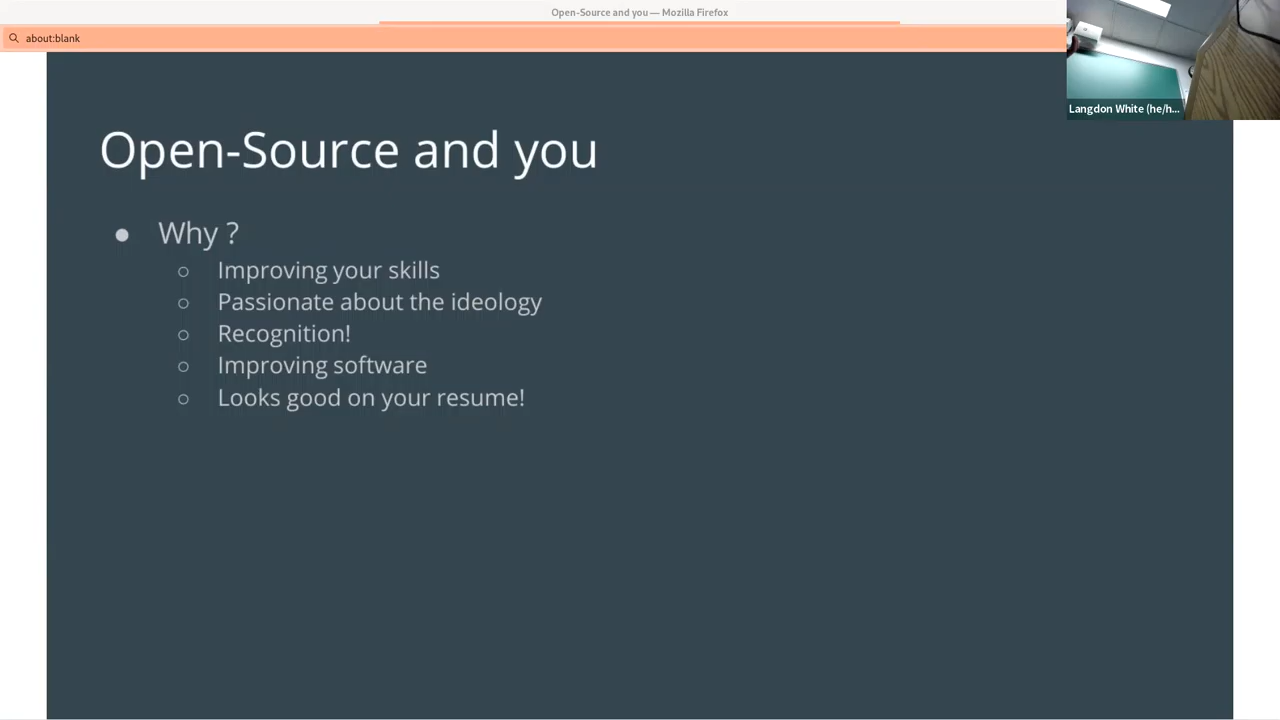 Open-Source and you — Mozilla Firefox
about:blank
Langdon White (he/h...
Open-Source and you
● Why ?
○ Improving your skills
○ Passionate about the ideology
○ Recognition!
○ Improving software
○ Looks good on your resume!